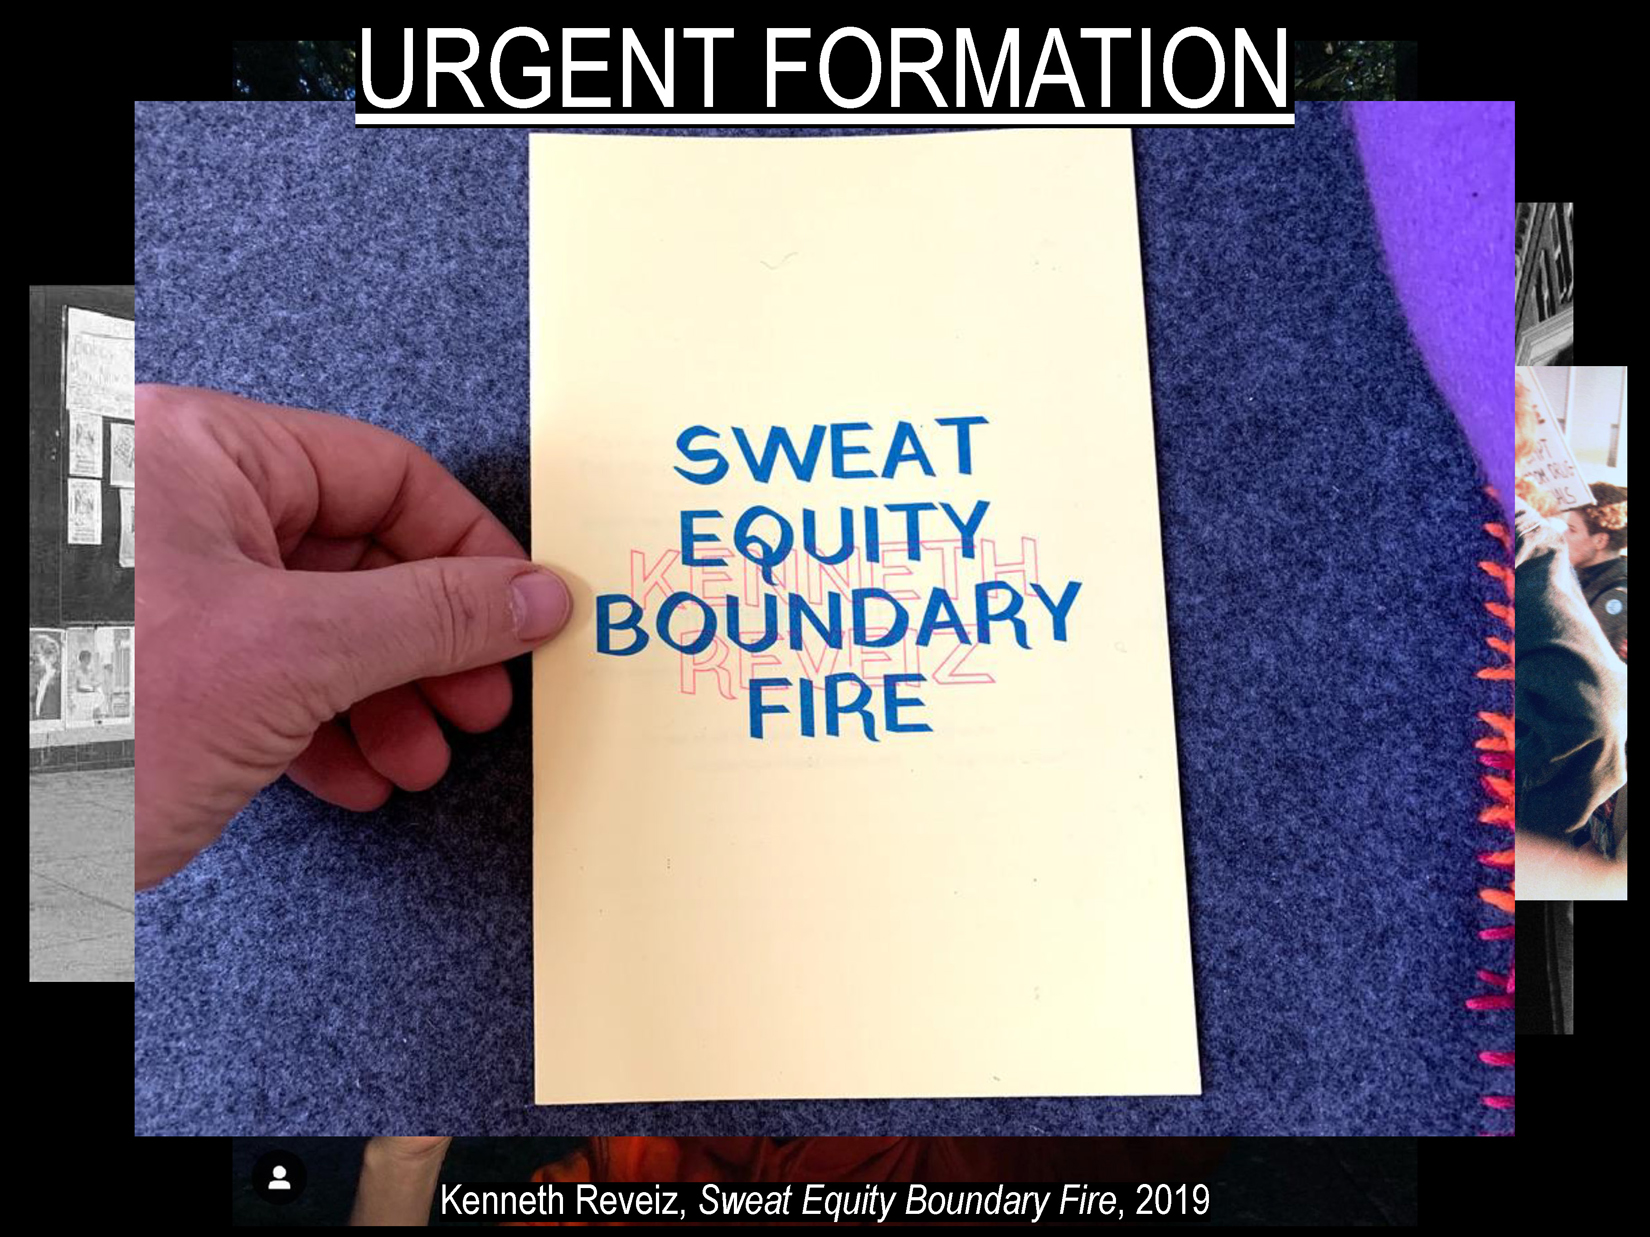 URGENT FORMATION
SWEAT
EQUITY
KENNETH
BOUNDARY
REVEIZ
FIRE
Kenneth Reveiz, Sweat Equity Boundary Fire, 2019